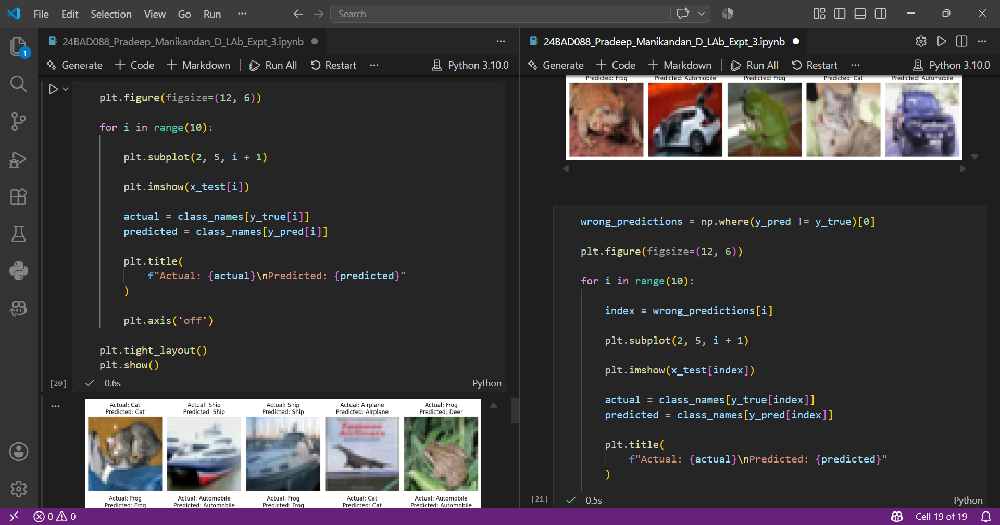 File Edit Selection View Go Run ···
Search
24BAD088_Pradeep_Manikandan_D_LAb_Expt_3.ipynb
Generate + Code + Markdown Run All Restart ··· Python 3.10.0
plt.figure(figsize=(12, 6))
for i in range(10):
plt.subplot(2, 5, i + 1)
plt.imshow(x_test[i])
actual = class_names[y_true[i]]
predicted = class_names[y_pred[i]]
plt.title(
f"Actual: {actual}\nPredicted: {predicted}"
)
plt.axis('off')
plt.tight_layout()
plt.show()
[20] 0.6s Python
Actual: Cat Actual: Ship Actual: Ship Actual: Airplane Actual: Frog
Predicted: Cat Predicted: Ship Predicted: Ship Predicted: Airplane Predicted: Deer
Actual: Frog Actual: Automobile Actual: Frog Actual: Cat Actual: Automobile
Predicted: Frog Predicted: Automobile Predicted: Frog Predicted: Cat Predicted: Automobile
24BAD088_Pradeep_Manikandan_D_LAb_Expt_3.ipynb
Generate + Code + Markdown Run All Restart ··· Python 3.10.0
Predicted: Frog Predicted: Automobile Predicted: Frog Predicted: Cat Predicted: Automobile
wrong_predictions = np.where(y_pred != y_true)[0]
plt.figure(figsize=(12, 6))
for i in range(10):
index = wrong_predictions[i]
plt.subplot(2, 5, i + 1)
plt.imshow(x_test[index])
actual = class_names[y_true[index]]
predicted = class_names[y_pred[index]]
plt.title(
f"Actual: {actual}\nPredicted: {predicted}"
)
[21] 0.5s Python
1
0 0 Cell 19 of 19